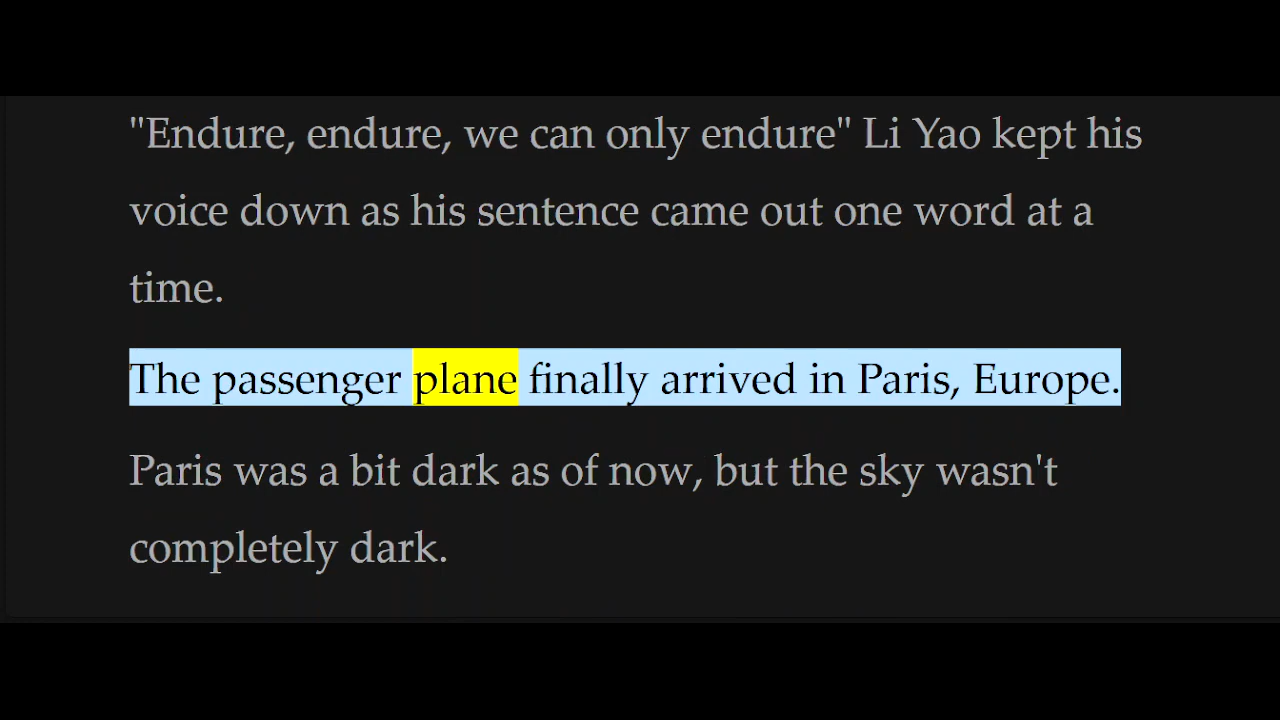 "Endure, endure, we can only endure" Li Yao kept his
voice down as his sentence came out one word at a
time.
The passenger plane finally arrived in Paris, Europe.
Paris was a bit dark as of now, but the sky wasn't
completely dark.